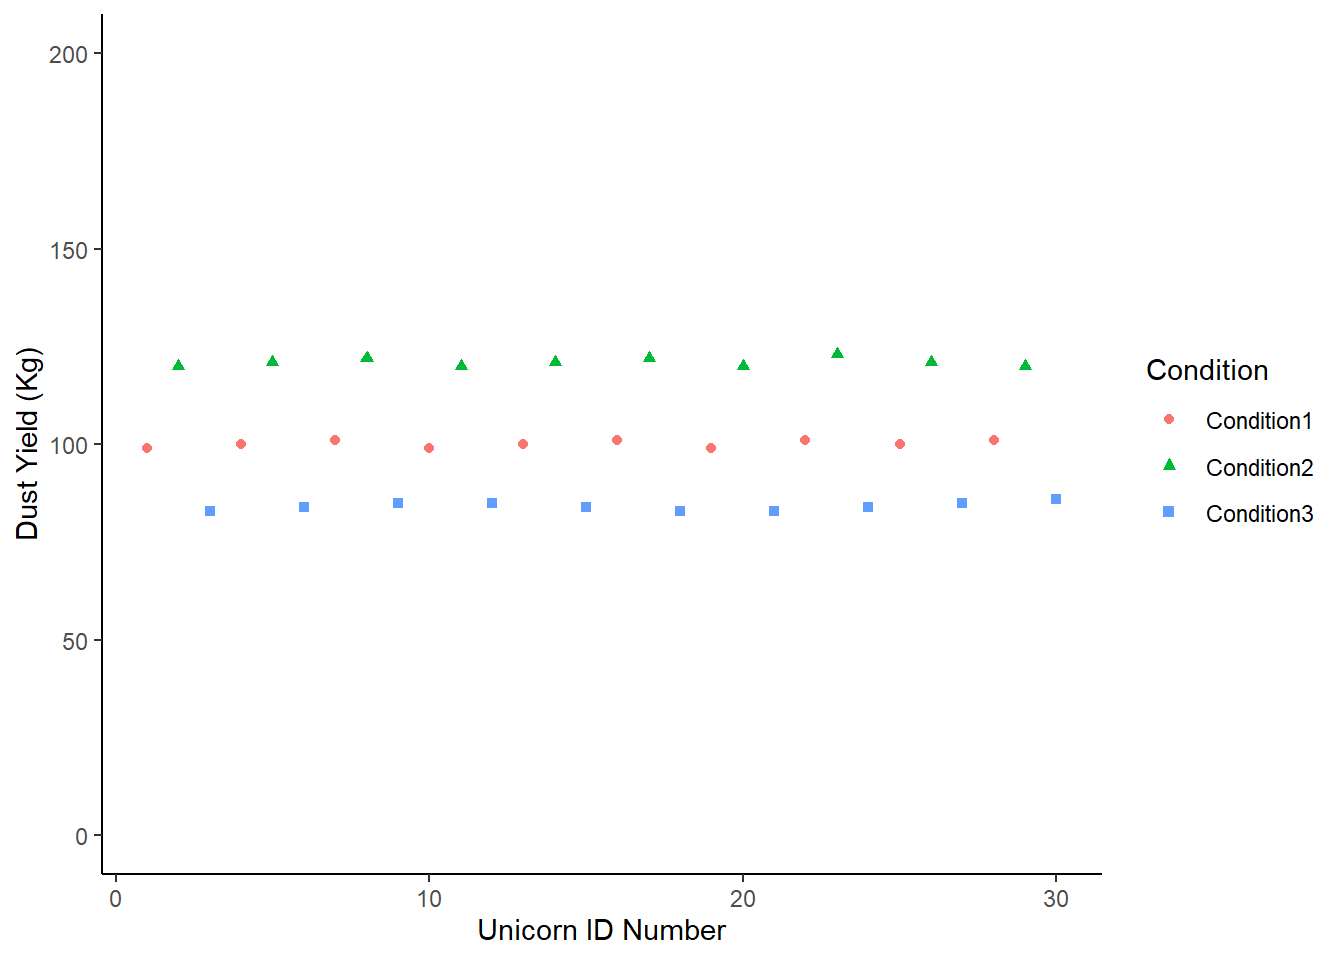 200
150
100
50
0
Dust Yield (Kg)
0 10 20 30
Unicorn ID Number
Condition
Condition1
Condition2
Condition3